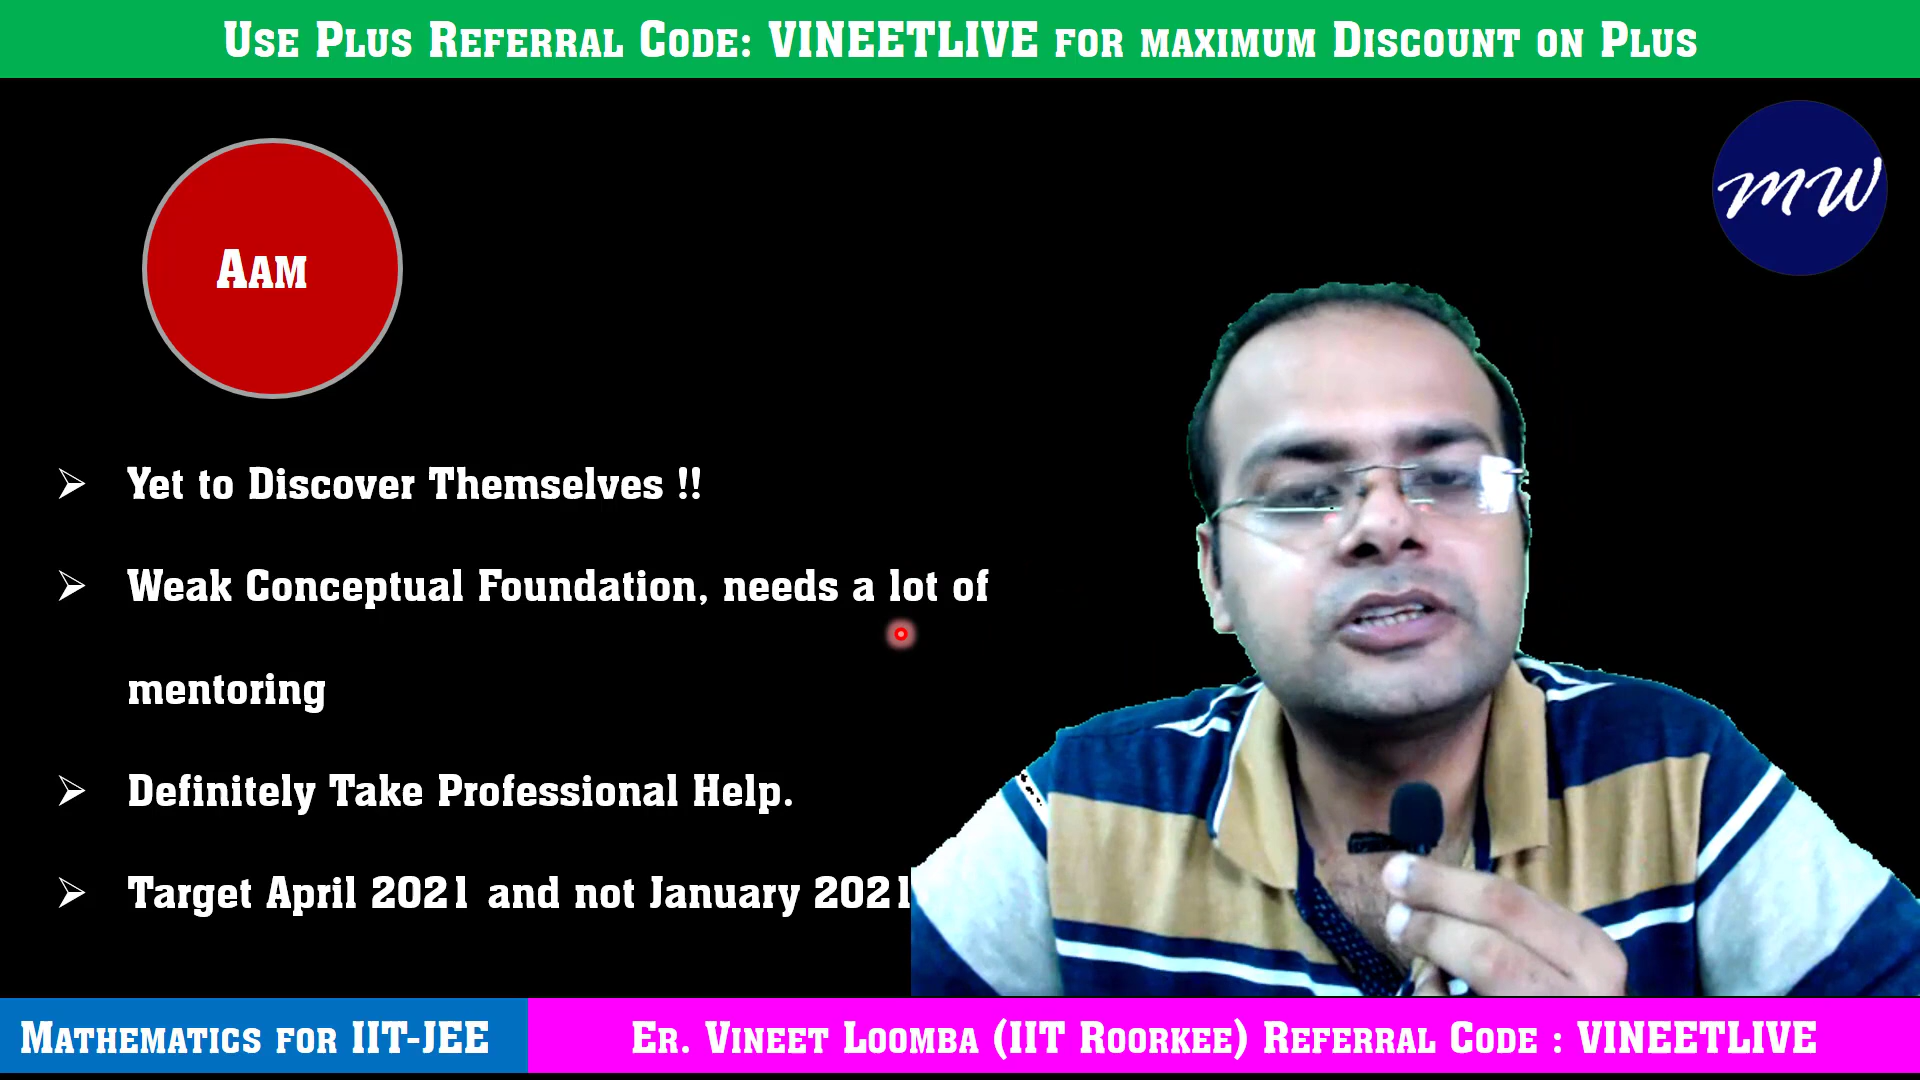 Use Plus Referral Code: VINEETLIVE for maximum Discount on Plus
MW
Aam
Yet to Discover Themselves !!
Weak Conceptual Foundation, needs a lot of
mentoring
Definitely Take Professional Help.
Target April 2021 and not January 2021
Mathematics for IIT-JEE
Er. Vineet Loomba (IIT Roorkee) Referral Code : VINEETLIVE